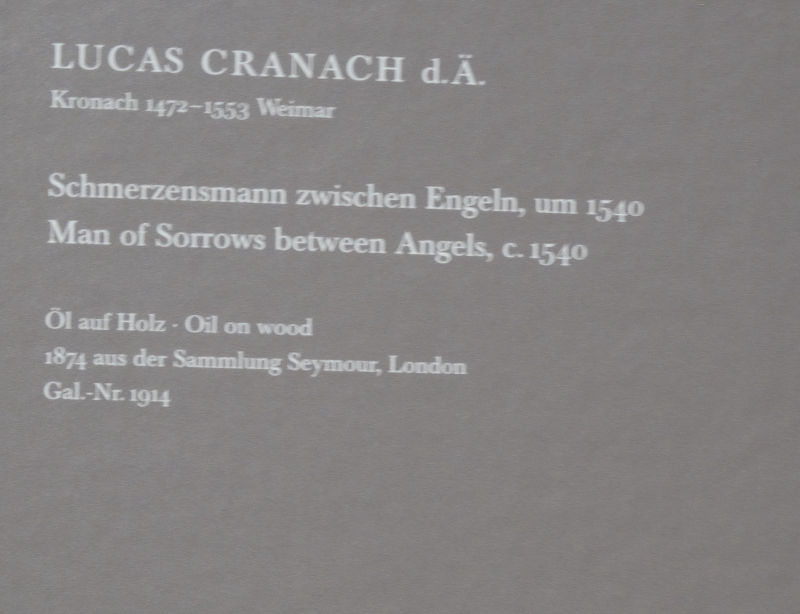 LUCAS CRANACH d.Ä.
Kronach 1472–1553 Weimar
Schmerzensmann zwischen Engeln, um 1540
Man of Sorrows between Angels, c. 1540
Öl auf Holz · Oil on wood
1874 aus der Sammlung Seymour, London
Gal.-Nr. 1914